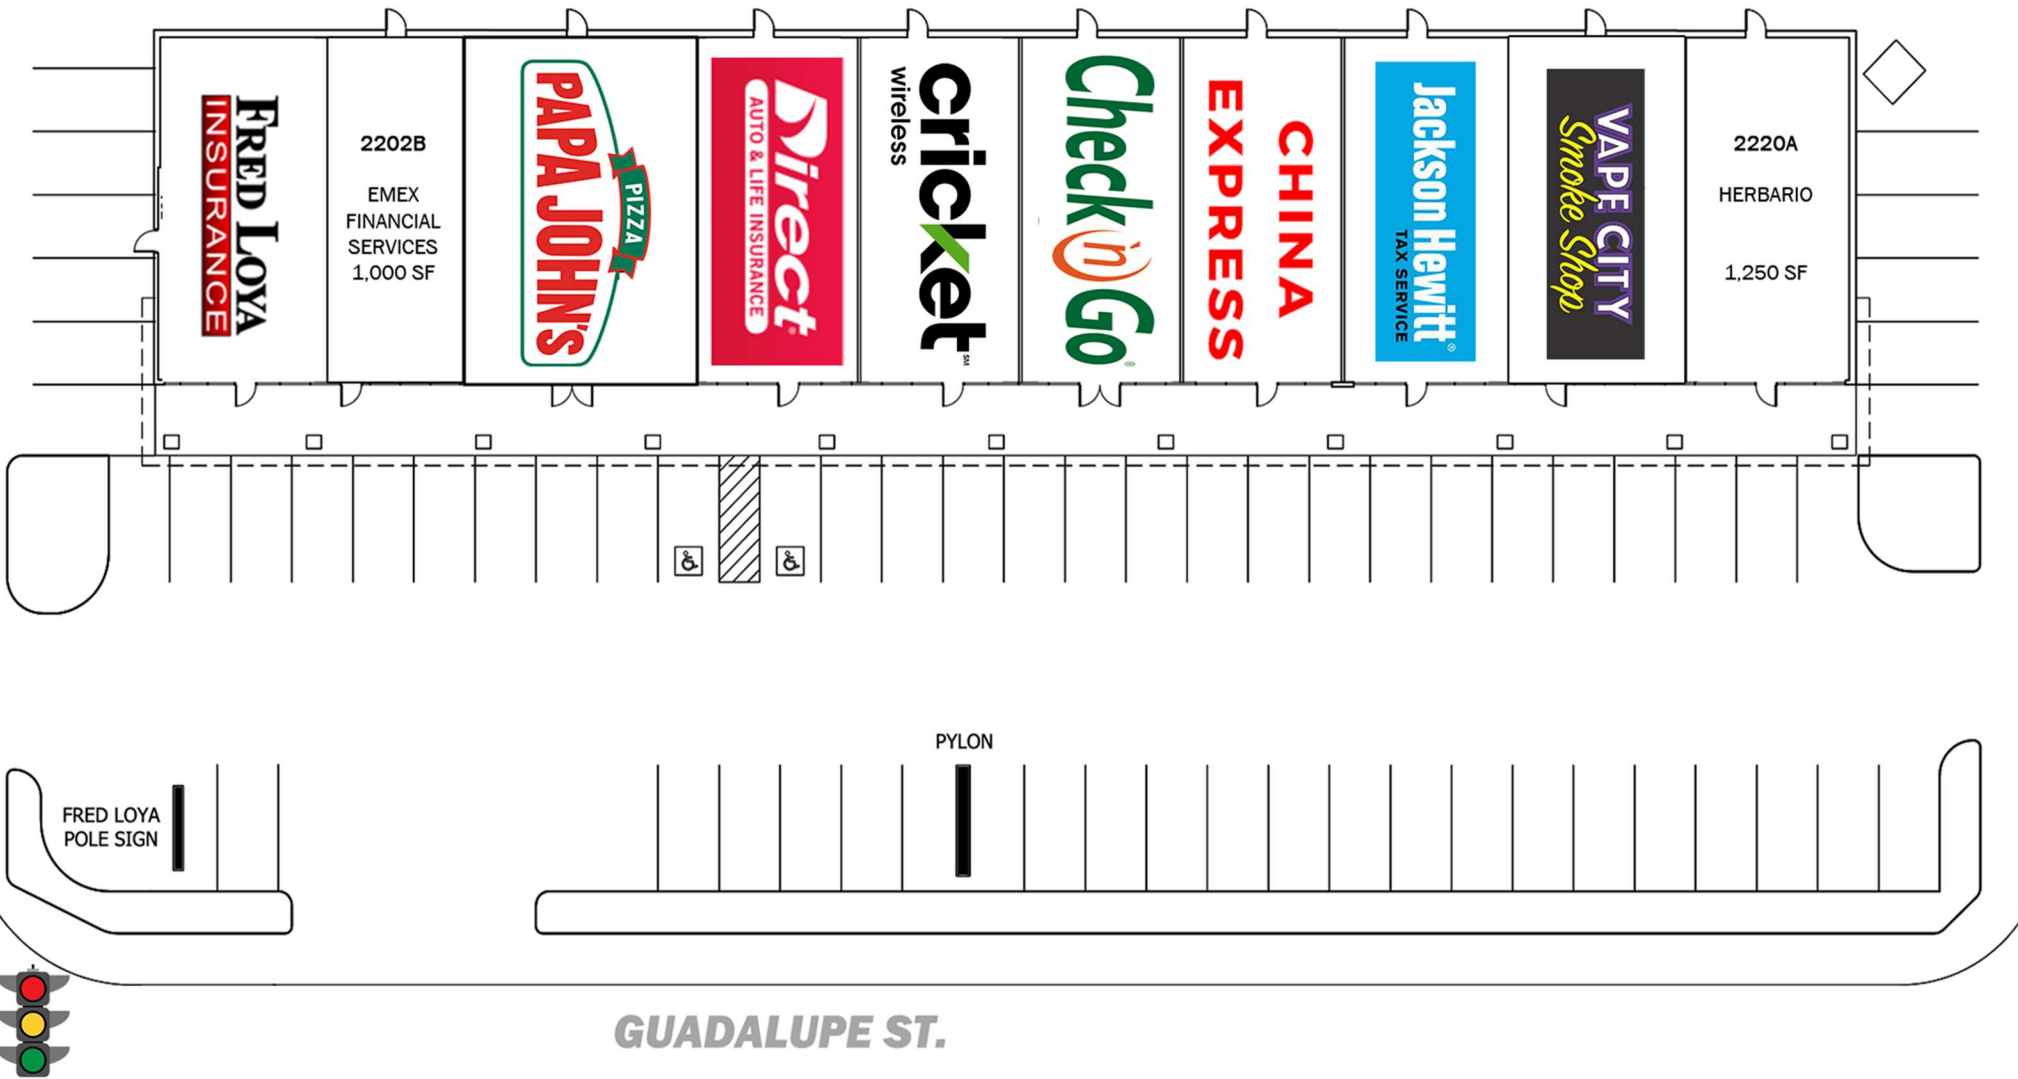 FRED LOYA
INSURANCE
2202B
EMEX
FINANCIAL
SERVICES
1,000 SF
PIZZA
PAPA JOHN'S
Direct®
AUTO & LIFE INSURANCE
cricket SM
wireless
Check 'n Go®
CHINA
EXPRESS
Jackson Hewitt®
TAX SERVICE
VAPE CITY
Smoke Shop
2220A
HERBARIO
1,250 SF
PYLON
FRED LOYA
POLE SIGN
GUADALUPE ST.